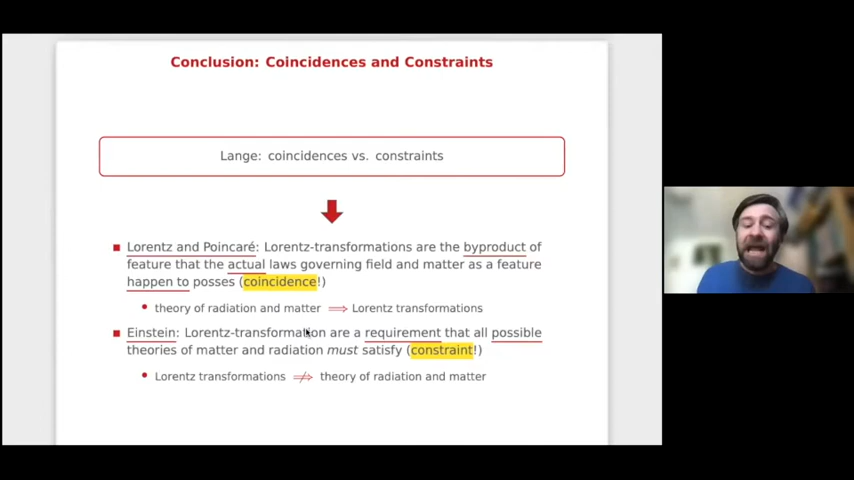 Conclusion: Coincidences and Constraints
Lange: coincidences vs. constraints
Lorentz and Poincaré: Lorentz-transformations are the byproduct of
feature that the actual laws governing field and matter as a feature
happen to posses (coincidence!)
theory of radiation and matter ⟹ Lorentz transformations
Einstein: Lorentz-transformation are a requirement that all possible
theories of matter and radiation must satisfy (constraint!)
Lorentz transformations ⇏ theory of radiation and matter